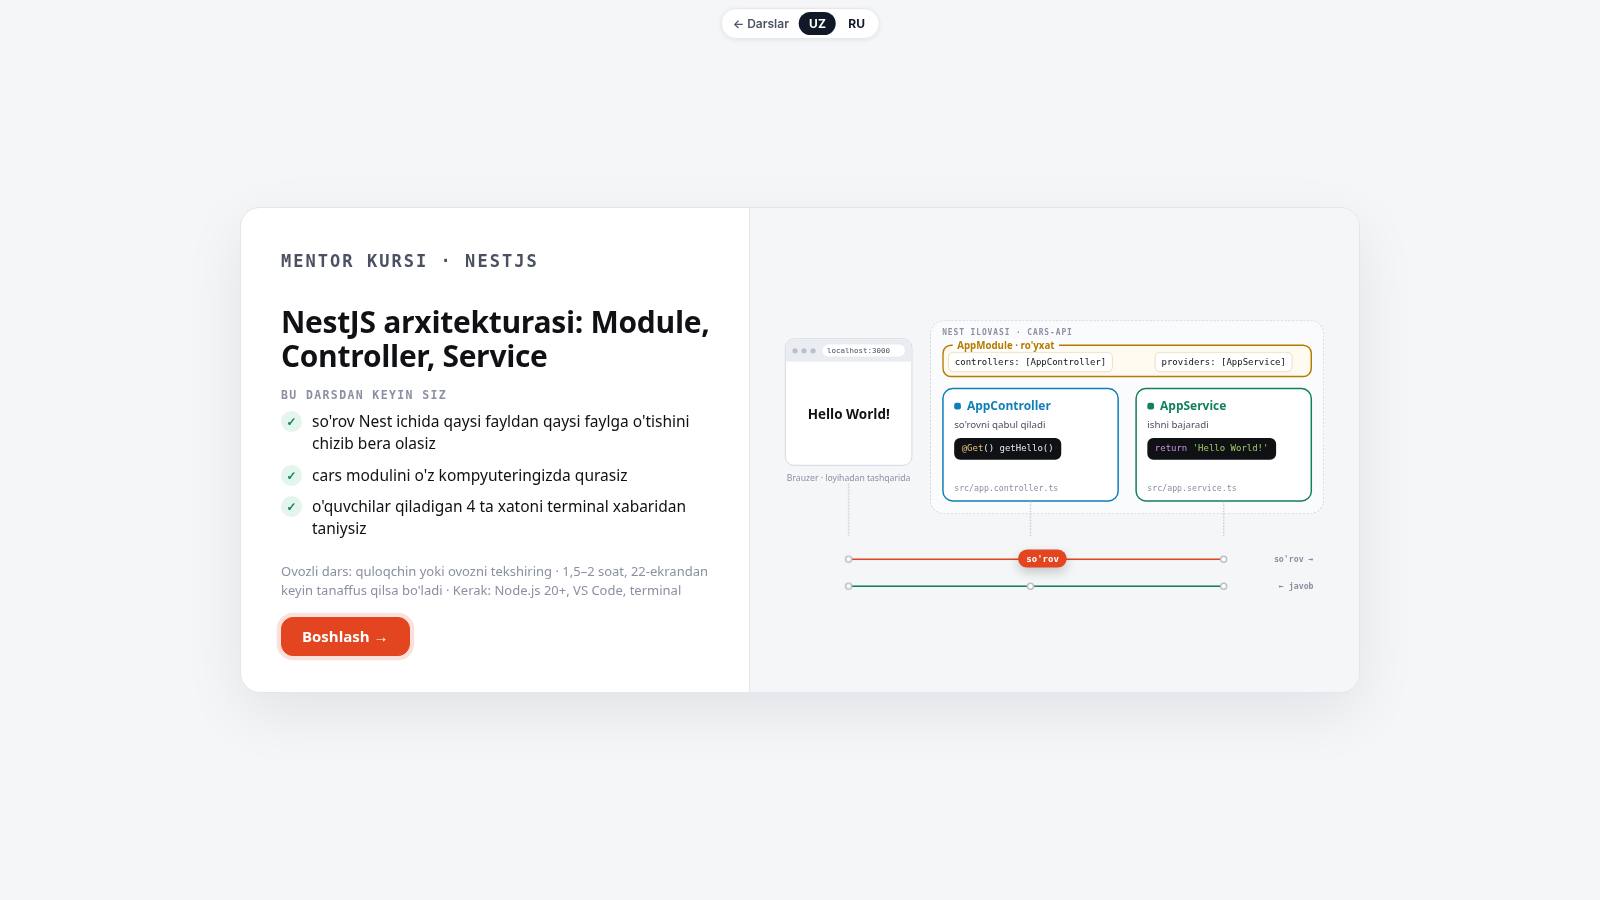 ← Darslar UZ RU
MENTOR KURSI · NESTJS
NestJS arxitekturasi: Module,
Controller, Service
BU DARSDAN KEYIN SIZ
✓ so'rov Nest ichida qaysi fayldan qaysi faylga o'tishini
chizib bera olasiz
✓ cars modulini o'z kompyuteringizda qurasiz
✓ o'quvchilar qiladigan 4 ta xatoni terminal xabaridan
taniysiz
Ovozli dars: quloqchin yoki ovozni tekshiring · 1,5–2 soat, 22-ekrandan
keyin tanaffus qilsa bo'ladi · Kerak: Node.js 20+, VS Code, terminal
Boshlash →
localhost:3000
Hello World!
Brauzer · loyihadan tashqarida
NEST ILOVASI · CARS-API
AppModule · ro'yxat
controllers: [AppController]
providers: [AppService]
AppController
so'rovni qabul qiladi
@Get() getHello()
src/app.controller.ts
AppService
ishni bajaradi
return 'Hello World!'
src/app.service.ts
so'rov
so'rov →
← javob